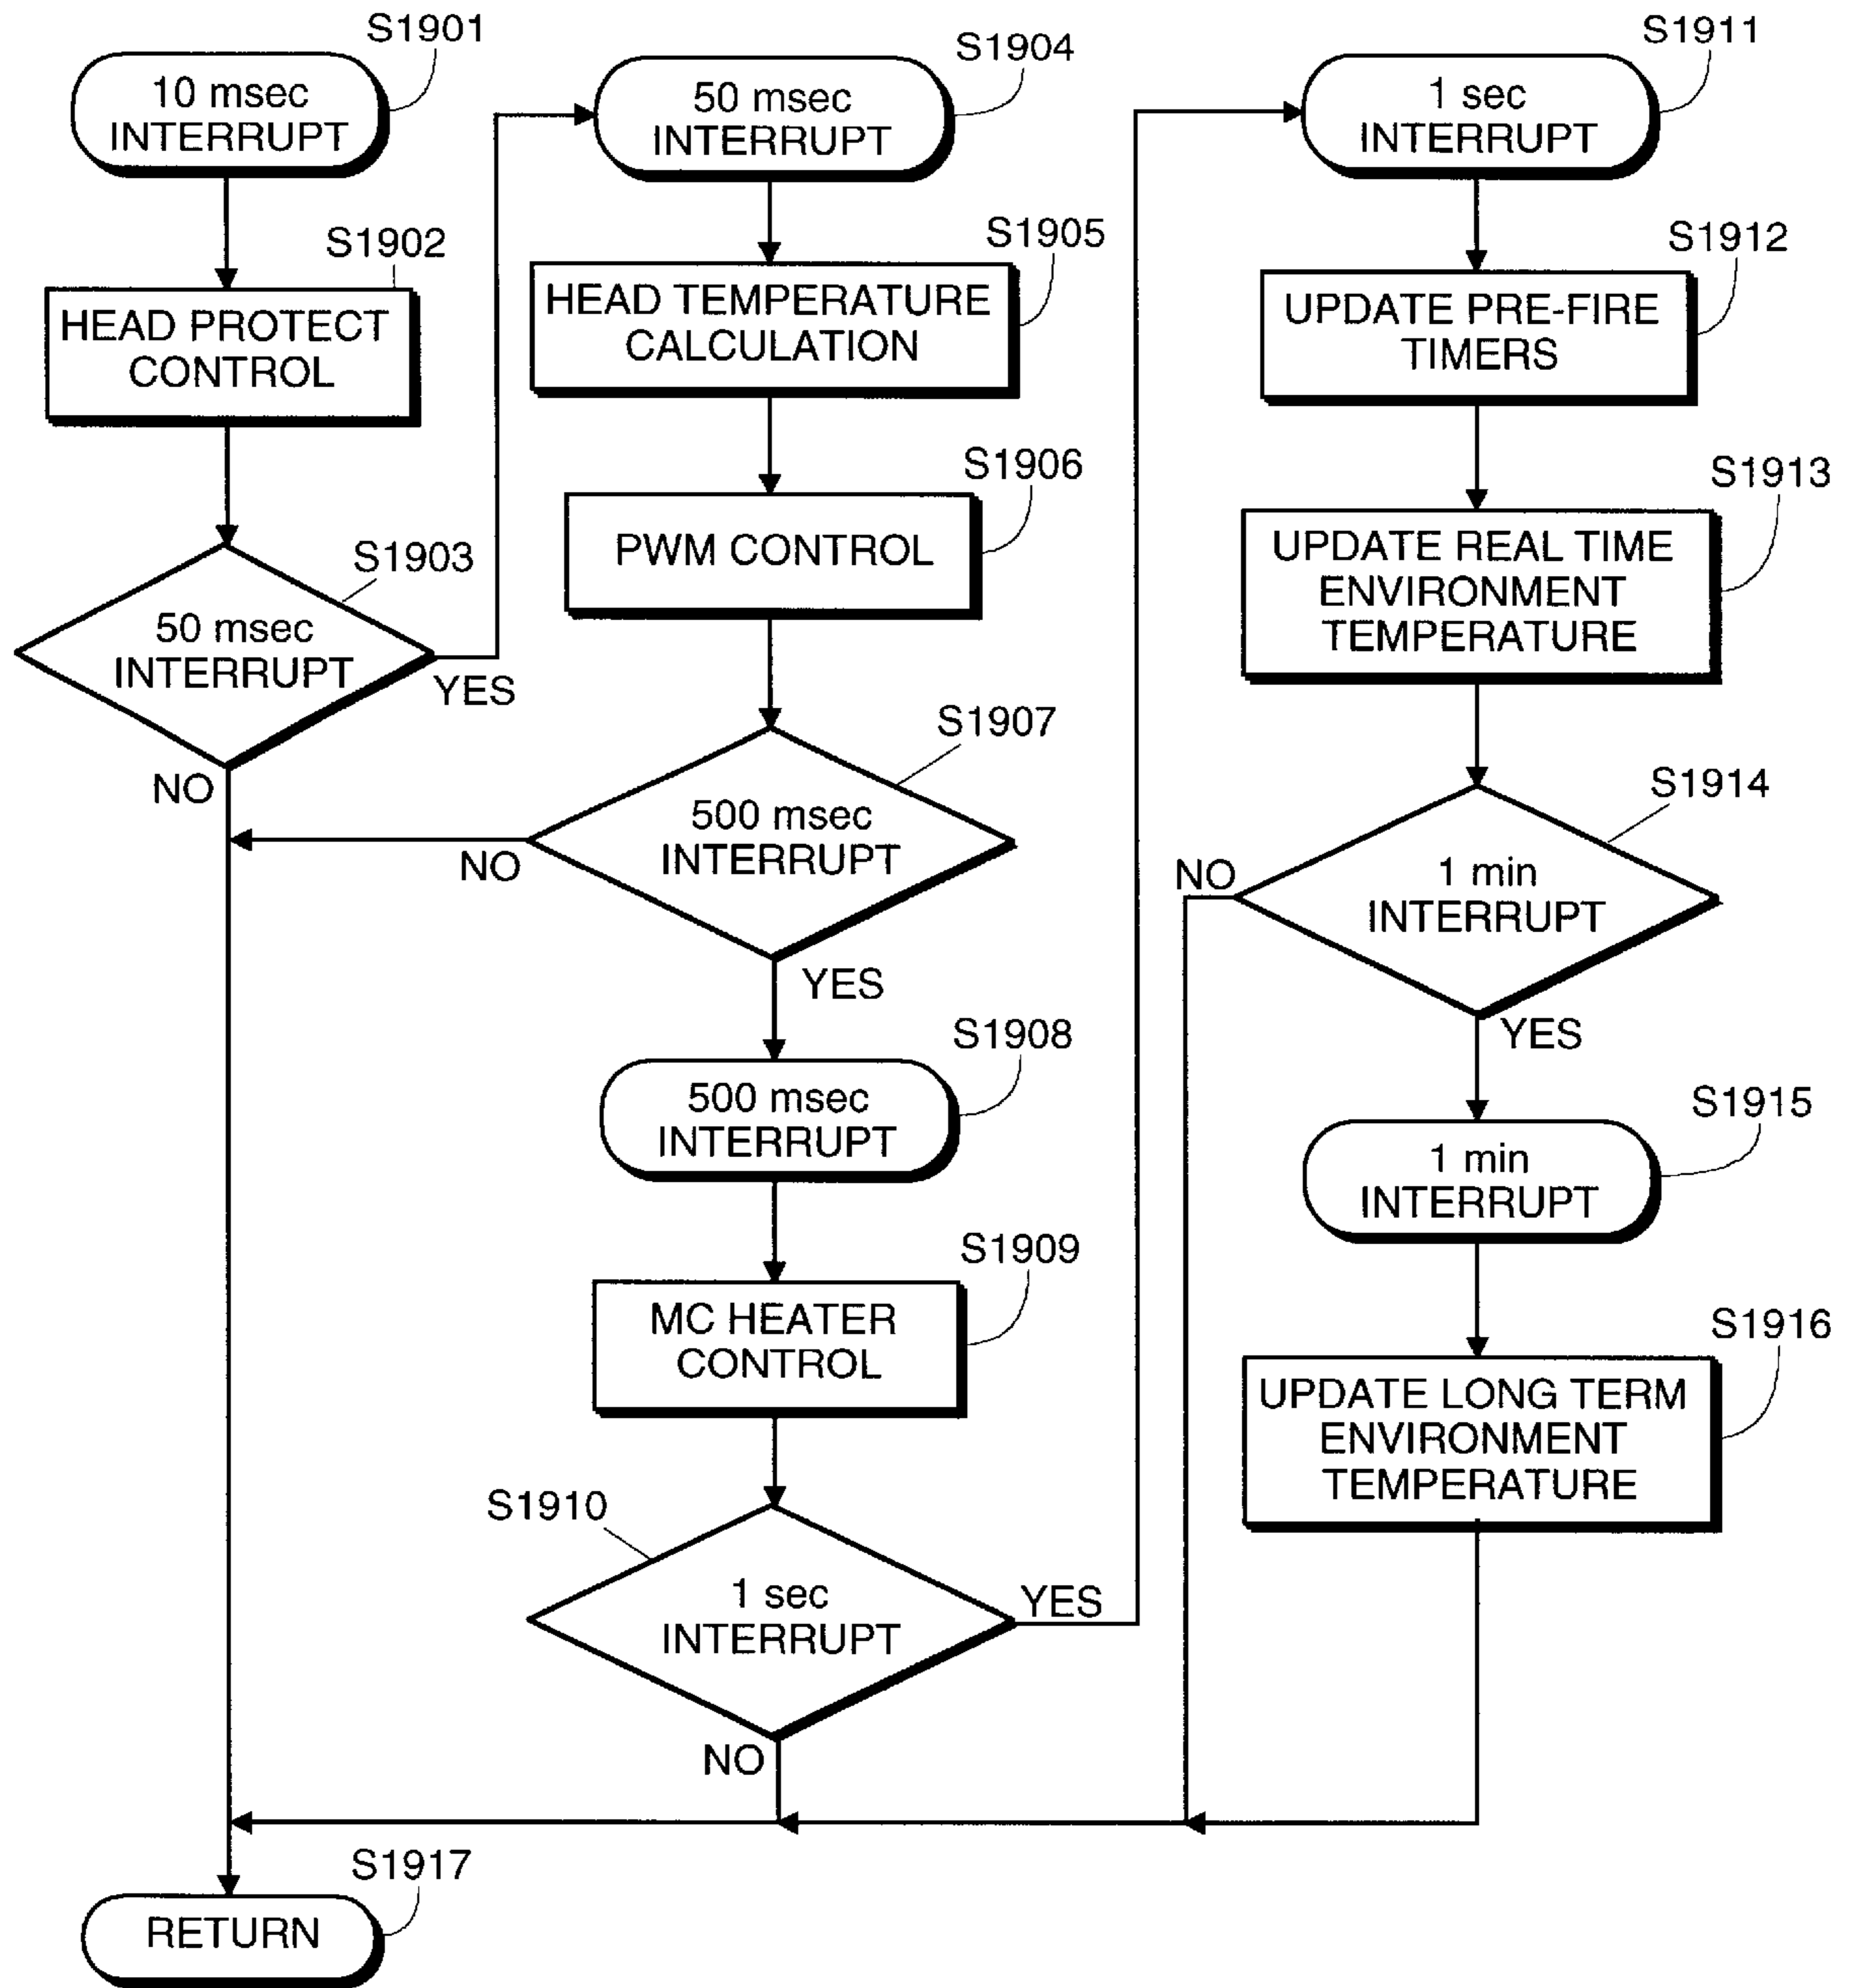 S1901
10 msec
INTERRUPT
S1902
HEAD PROTECT
CONTROL
S1903
50 msec
INTERRUPT
YES
NO
S1904
50 msec
INTERRUPT
S1905
HEAD TEMPERATURE
CALCULATION
S1906
PWM CONTROL
S1907
500 msec
INTERRUPT
NO
YES
S1908
500 msec
INTERRUPT
S1909
MC HEATER
CONTROL
S1910
1 sec
INTERRUPT
YES
NO
S1911
1 sec
INTERRUPT
S1912
UPDATE PRE-FIRE
TIMERS
S1913
UPDATE REAL TIME
ENVIRONMENT
TEMPERATURE
S1914
1 min
INTERRUPT
NO
YES
S1915
1 min
INTERRUPT
S1916
UPDATE LONG TERM
ENVIRONMENT
TEMPERATURE
S1917
RETURN